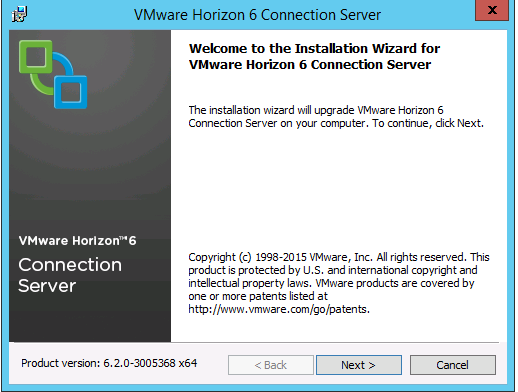 VMware Horizon 6 Connection Server
x
Welcome to the Installation Wizard for
VMware Horizon 6 Connection Server
The installation wizard will upgrade VMware Horizon 6
Connection Server on your computer. To continue, click Next.
VMware Horizon™6
Connection
Server
Copyright (c) 1998-2015 VMware, Inc. All rights reserved. This
product is protected by U.S. and international copyright and
intellectual property laws. VMware products are covered by
one or more patents listed at
http://www.vmware.com/go/patents.
Product version: 6.2.0-3005368 x64
< Back
Next >
Cancel